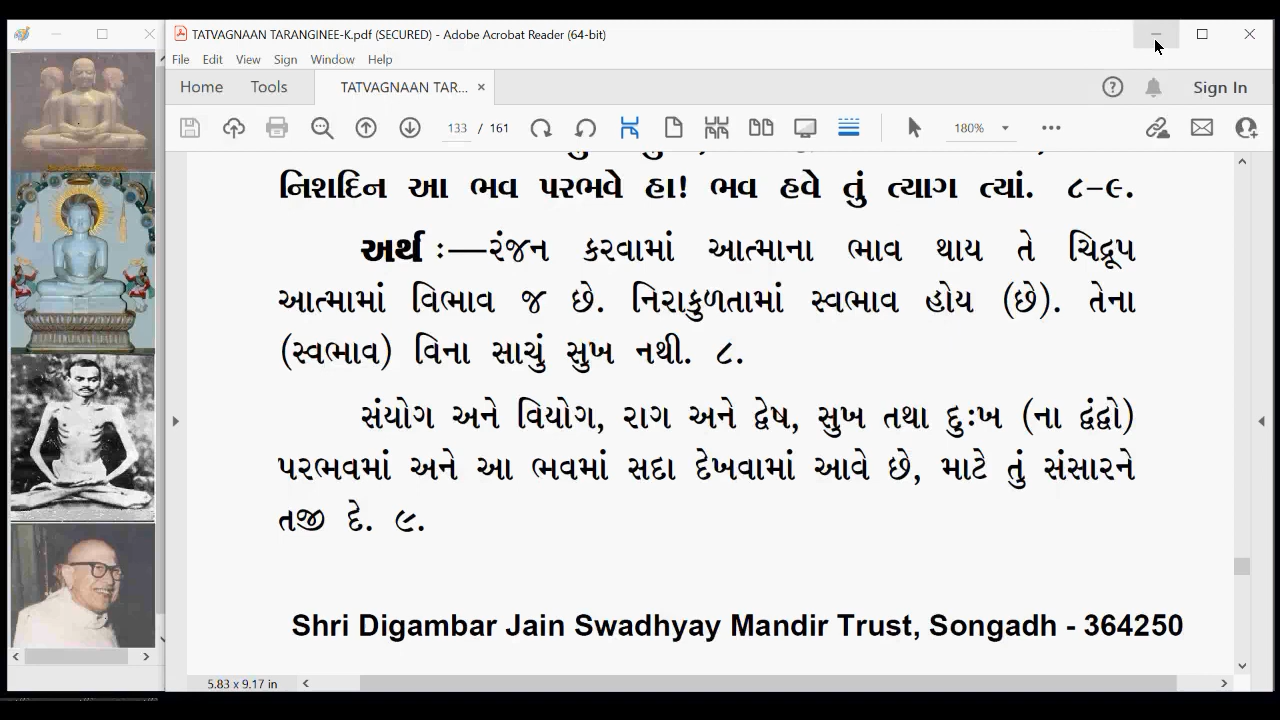 TATVAGNAAN TARANGINEE-K.pdf (SECURED) - Adobe Acrobat Reader (64-bit)
File Edit View Sign Window Help
Home Tools TATVAGNAAN TAR... × Sign In
133 / 161 180%
નિશદિન આ ભવ પરભવે હા! ભવ હવે તું ત્યાગ ત્યાં. ૮-૯.
અર્થ :—રંજન કરવામાં આત્માના ભાવ થાય તે ચિદ્રૂપ
આત્મામાં વિભાવ જ છે. નિરાકુળતામાં સ્વભાવ હોય (છે). તેના
(સ્વભાવ) વિના સાચું સુખ નથી. ૮.
સંયોગ અને વિયોગ, રાગ અને દ્વેષ, સુખ તથા દુઃખ (ના દ્વંદ્વો)
પરભવમાં અને આ ભવમાં સદા દેખવામાં આવે છે, માટે તું સંસારને
તજી દે. ૯.
Shri Digambar Jain Swadhyay Mandir Trust, Songadh - 364250
5.83 x 9.17 in